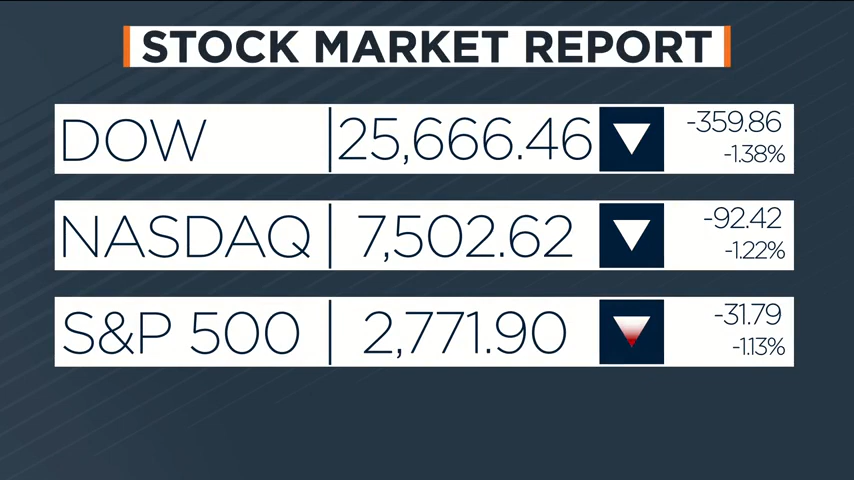 STOCK MARKET REPORT
DOW 25,666.46 -359.86
-1.38%
NASDAQ 7,502.62 -92.42
-1.22%
S&P 500 2,771.90 -31.79
-1.13%